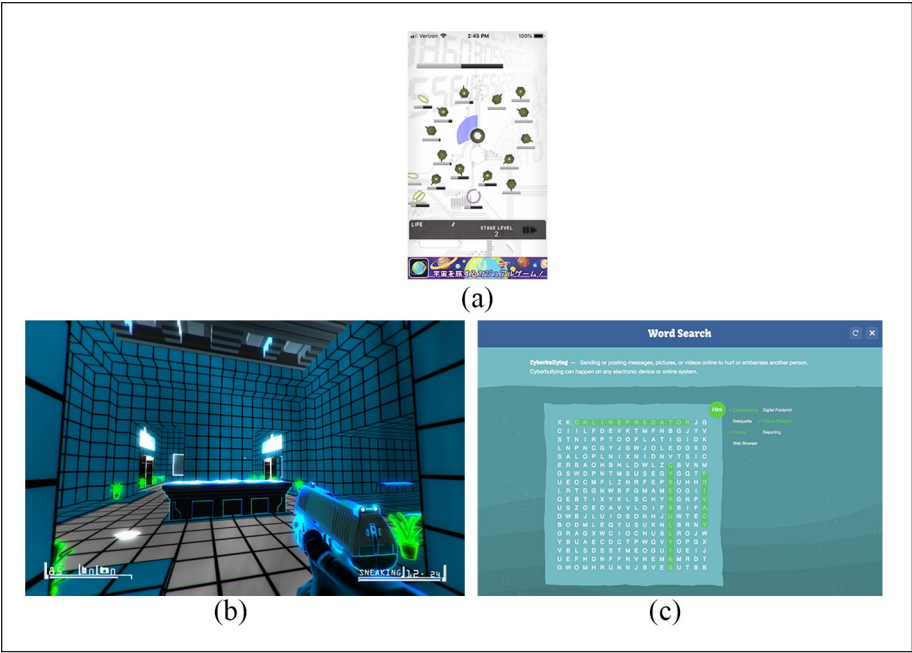 Verizon
2:45 PM
100%
LIFE
STAGE LEVEL
2
宇宙を旅するカジュアルゲーム！
(a)
85
SNEAKING 12. 24
(b)
Word Search
Cyberbullying — Sending or posting messages, pictures, or videos online to hurt or embarrass another person.
Cyberbullying can happen on any electronic device or online system.
Hint
✓ Cyberbullying Digital Footprint
Netiquette ✓ Online Predator
✓ Privacy Reporting
Web Browser
X K O N L I N E P R E D A T O R J G
C I I L F D E V K T M F N B G J Y V
S T N I R P T O O F L A T I G I D K
L N P N C G Y J G W J O L E D O X D
S A L O P L N I X N I D N V T S I C
E R B A O H B H L D W L Z C B V N M
G S W D P N T M S U S E G Y G Q T P
U E O C M F L Z N R F E P B U H H R
L R T D G N W B F G M A M E O G I I
Q E B T I X Y K L S C H Y R G N P V
U S Z O E D A V V L D I F B B I F A
D W B J L U I D S O N H J U W T E C
B O D M L E Q Y U S U K N L B R N Y
G R A G X W C I O C H U S L R O J W
Y B U A E C D C T P W Q V Y O P G X
V B L S D S S T M E O G U I U E I J
U E F H D N F F N V N E M N M R D T
G W O M H R U N N J B V E G U T B B
(c)